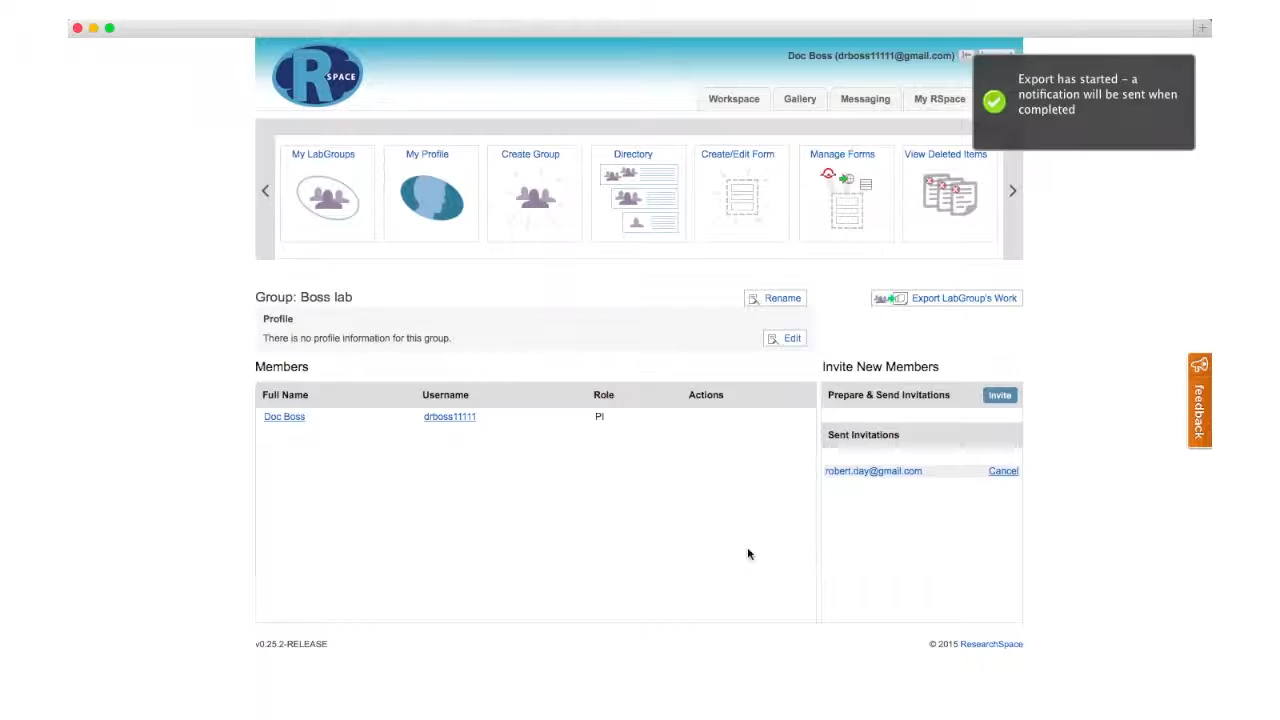 R SPACE
Doc Boss (drboss11111@gmail.com)
Export has started – a
notification will be sent when
completed
Workspace
Gallery
Messaging
My RSpace
My LabGroups
My Profile
Create Group
Directory
Create/Edit Form
Manage Forms
View Deleted Items
Group: Boss lab
Rename
Export LabGroup's Work
Profile
There is no profile information for this group.
Edit
Members
Invite New Members
Full Name
Username
Role
Actions
Prepare & Send Invitations
Invite
Doc Boss
drboss11111
PI
Sent Invitations
robert.day@gmail.com
Cancel
feedback
v0.25.2-RELEASE
© 2015 ResearchSpace